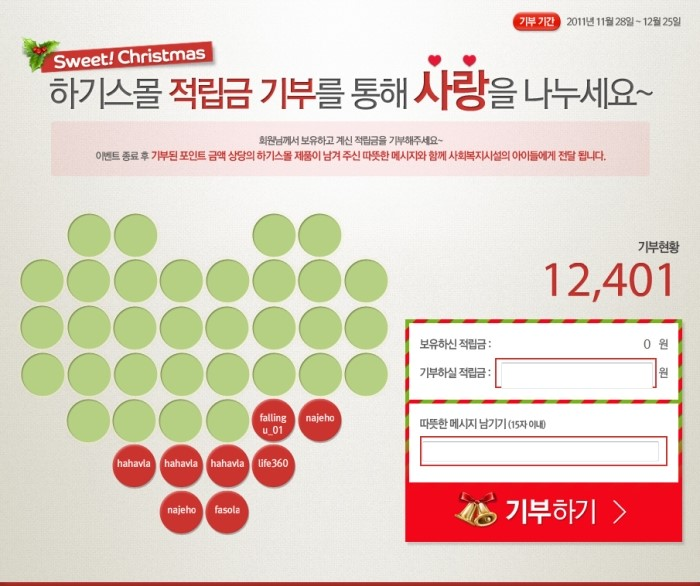 기부 기간 2011년 11월 28일 ~ 12월 25일
Sweet! Christmas
하기스몰 적립금 기부를 통해 사랑을 나누세요~
회원님께서 보유하고 계신 적립금을 기부해주세요~
이벤트 종료 후 기부된 포인트 금액 상당의 하기스몰 제품이 남겨 주신 따뜻한 메시지와 함께 사회복지시설의 아이들에게 전달 됩니다.
기부현황
12,401
보유하신 적립금 : 0 원
기부하실 적립금 : 원
따뜻한 메시지 남기기 (15자 이내)
기부하기
falling
u_01
najeho
hahavla hahavla hahavla life360
najeho fasola